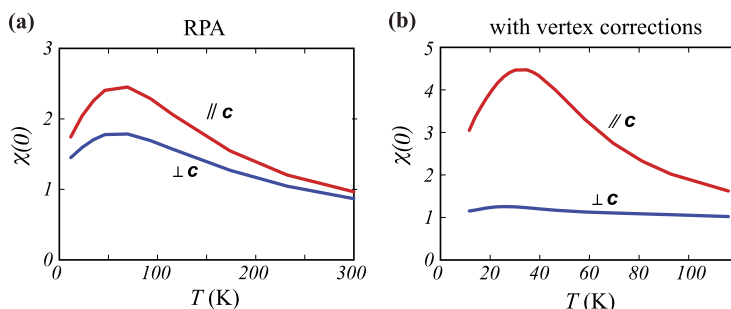 (a)
RPA
3
2
1
0
χ(0)
// c
⊥ c
0
100
200
300
T (K)
(b)
with vertex corrections
5
4
3
2
1
0
χ(0)
// c
⊥ c
0
20
40
60
80
100
T (K)